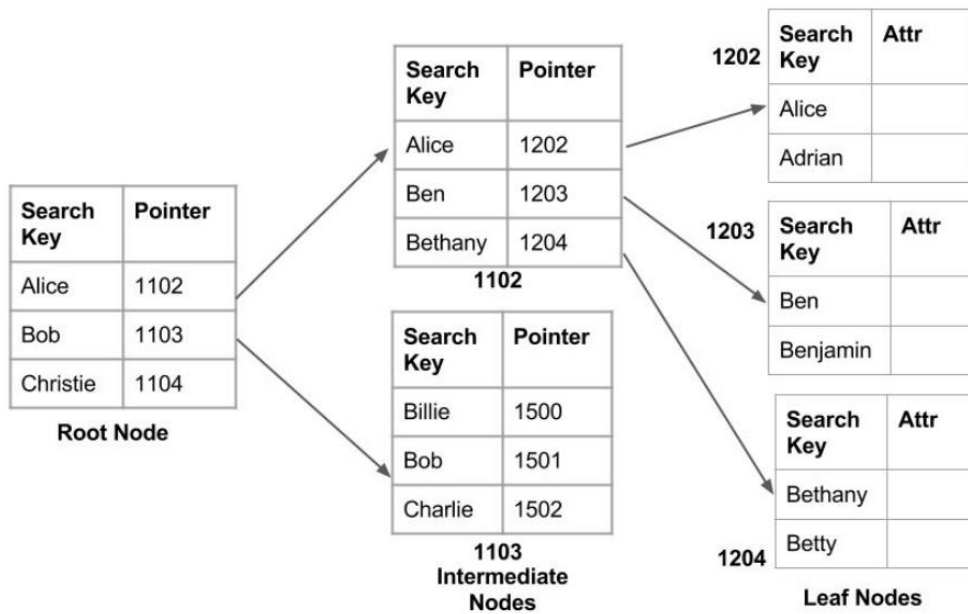 Search Key Pointer
Alice 1102
Bob 1103
Christie 1104
Root Node
Search Key Pointer
Alice 1202
Ben 1203
Bethany 1204
1102
Search Key Pointer
Billie 1500
Bob 1501
Charlie 1502
1103
Intermediate
Nodes
1202
Search Key Attr
Alice
Adrian
1203
Search Key Attr
Ben
Benjamin
Search Key Attr
Bethany
Betty
1204
Leaf Nodes